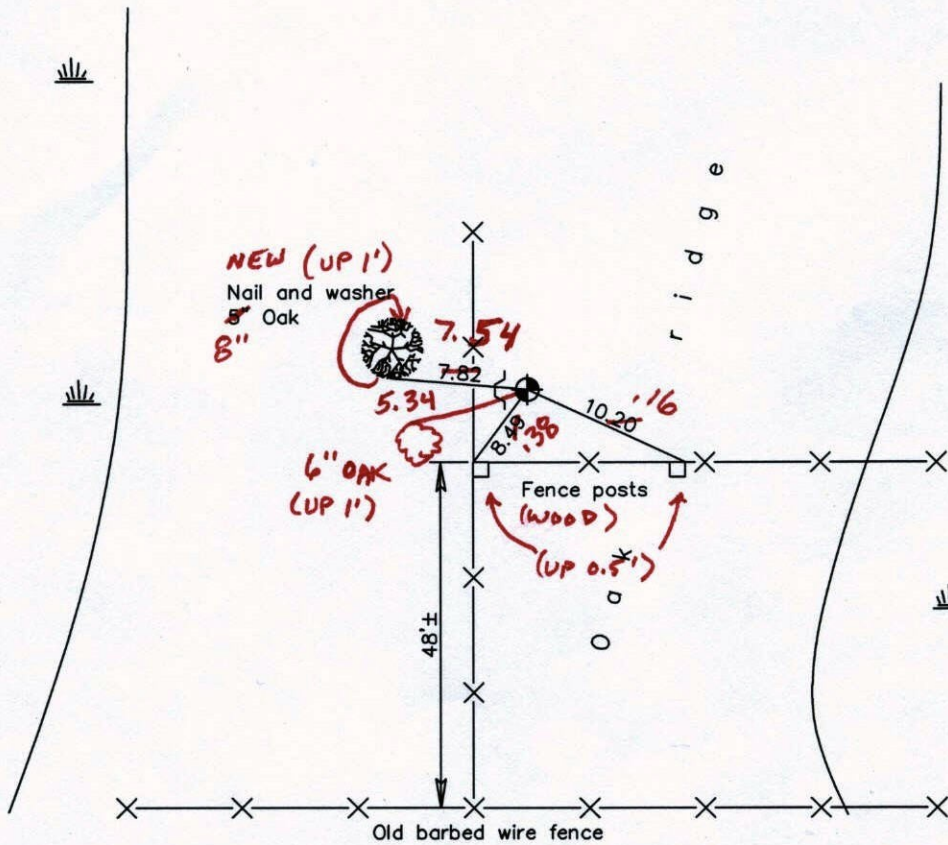 ridge
NEW (UP 1')
Nail and washer
5" Oak
8"
7.54
7.82
5.34
10.20
.16
8.49
.38
6" OAK
(UP 1')
Fence posts
(WOOD)
(UP 0.5')
Oak
48'±
Old barbed wire fence